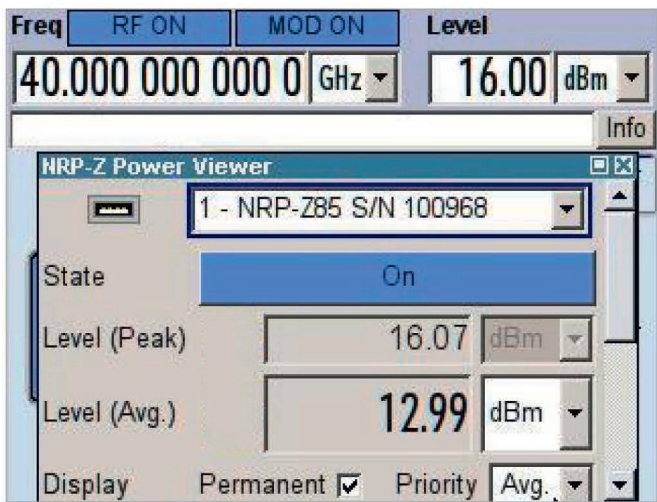 Freq RF ON MOD ON Level
40.000 000 000 0 GHz 16.00 dBm
Info
NRP-Z Power Viewer
1 - NRP-Z85 S/N 100968
State On
Level (Peak) 16.07 dBm
Level (Avg.) 12.99 dBm
Display Permanent Priority Avg.